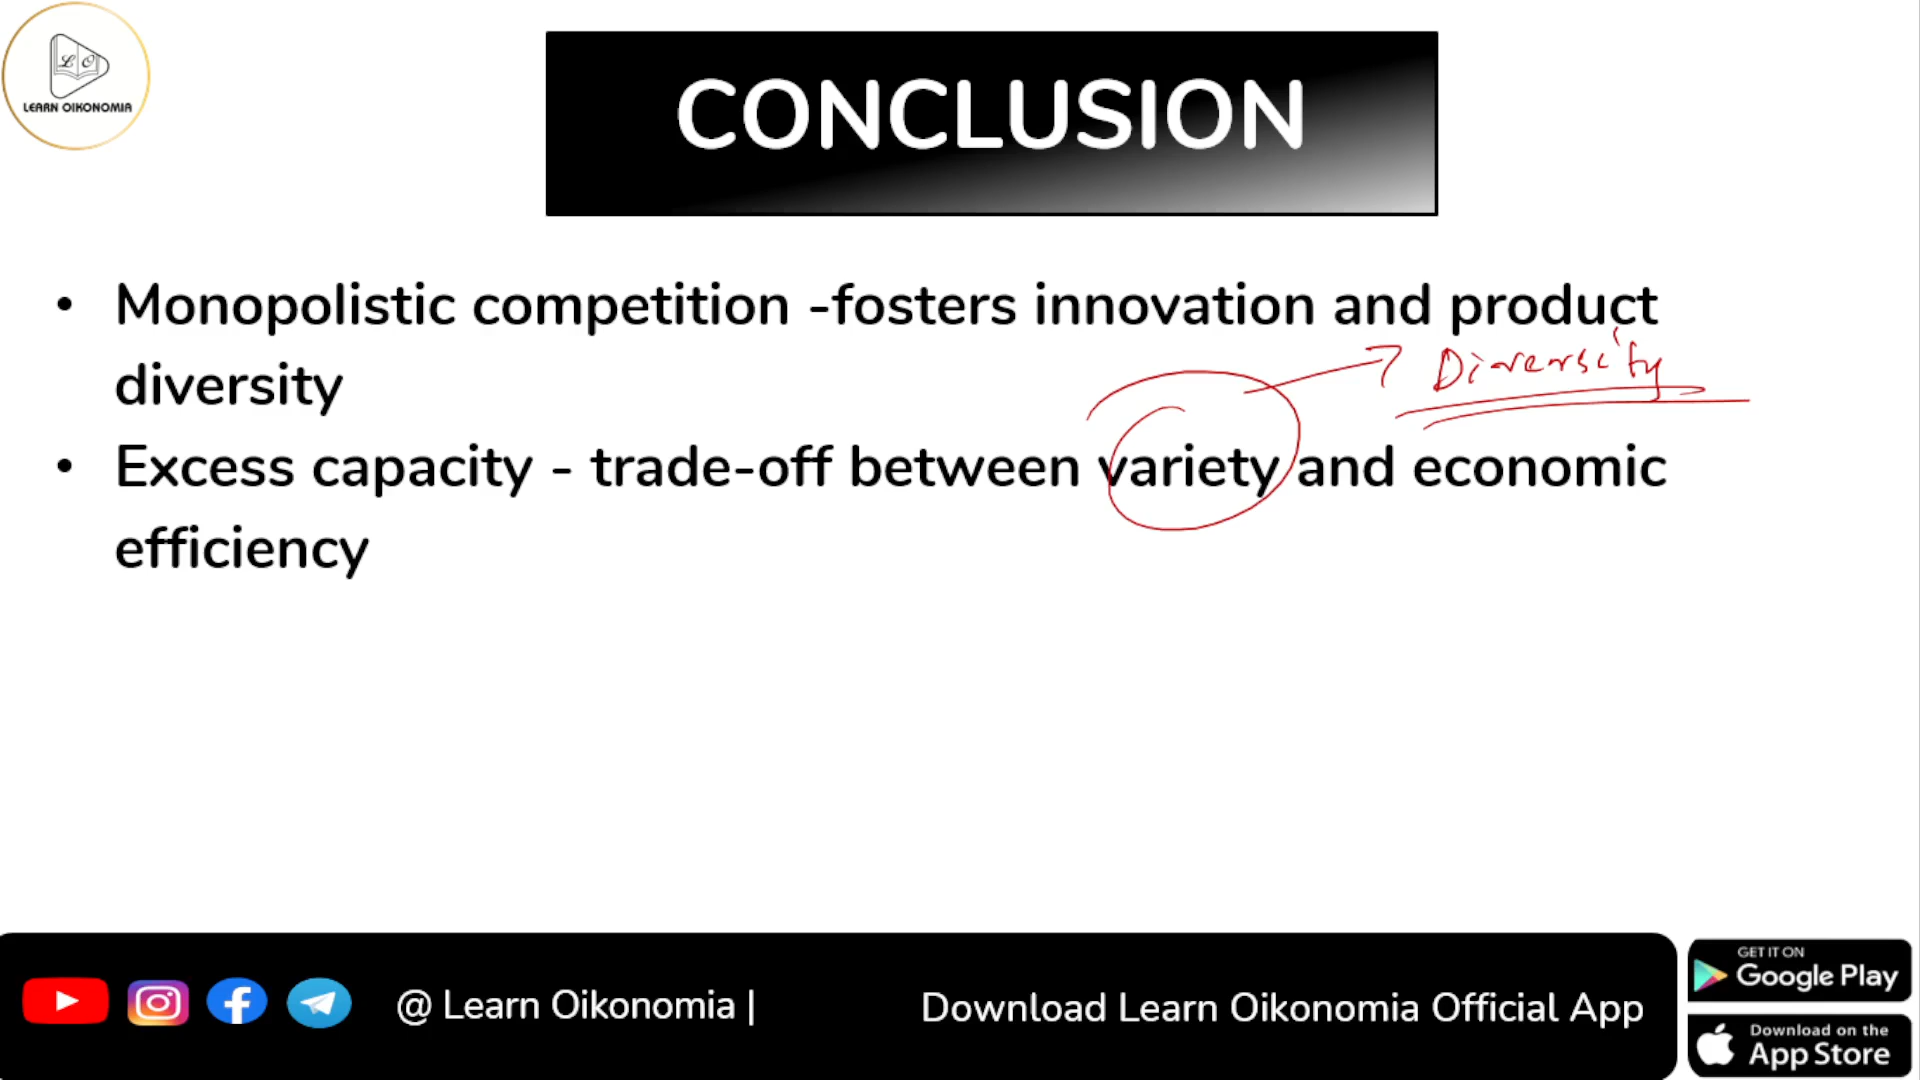 L O
LEARN OIKONOMIA
CONCLUSION
• Monopolistic competition -fosters innovation and product
diversity
Diversity
• Excess capacity - trade-off between variety and economic
efficiency
@ Learn Oikonomia |
Download Learn Oikonomia Official App
GET IT ON
Google Play
Download on the
App Store